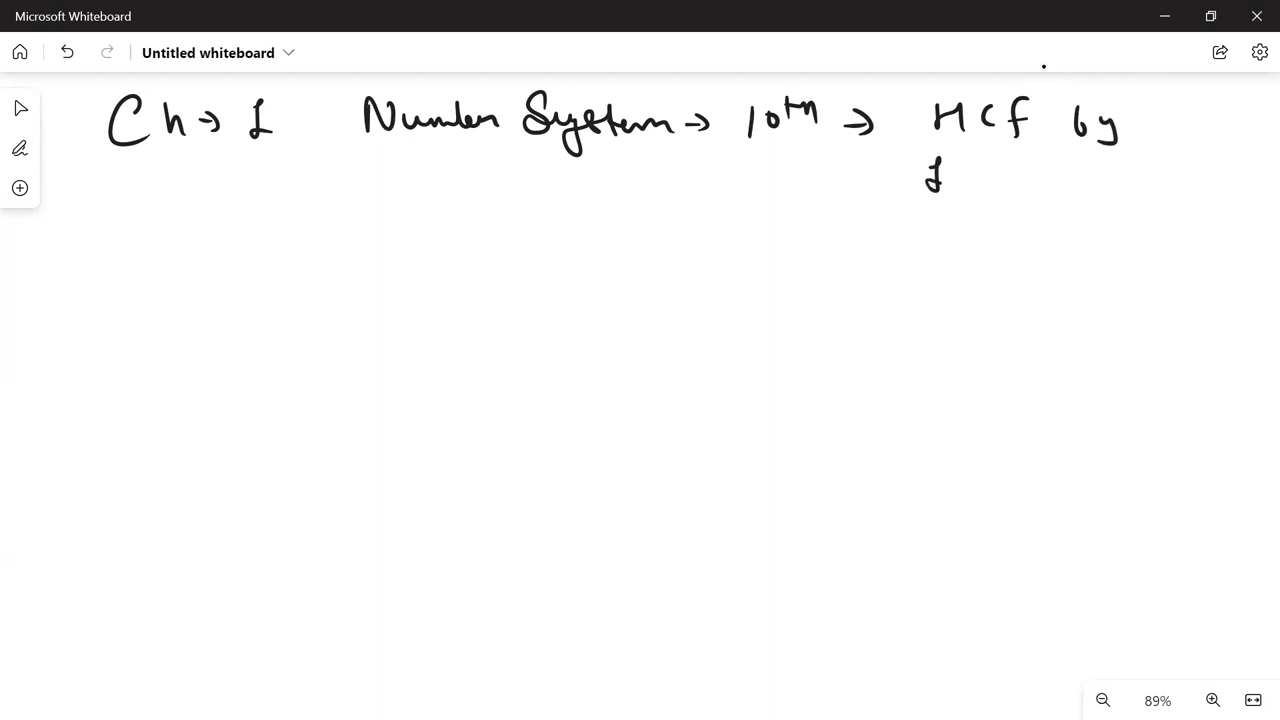 Microsoft Whiteboard
Untitled whiteboard
Ch → 1 Number System → 10th → HCF by
89%